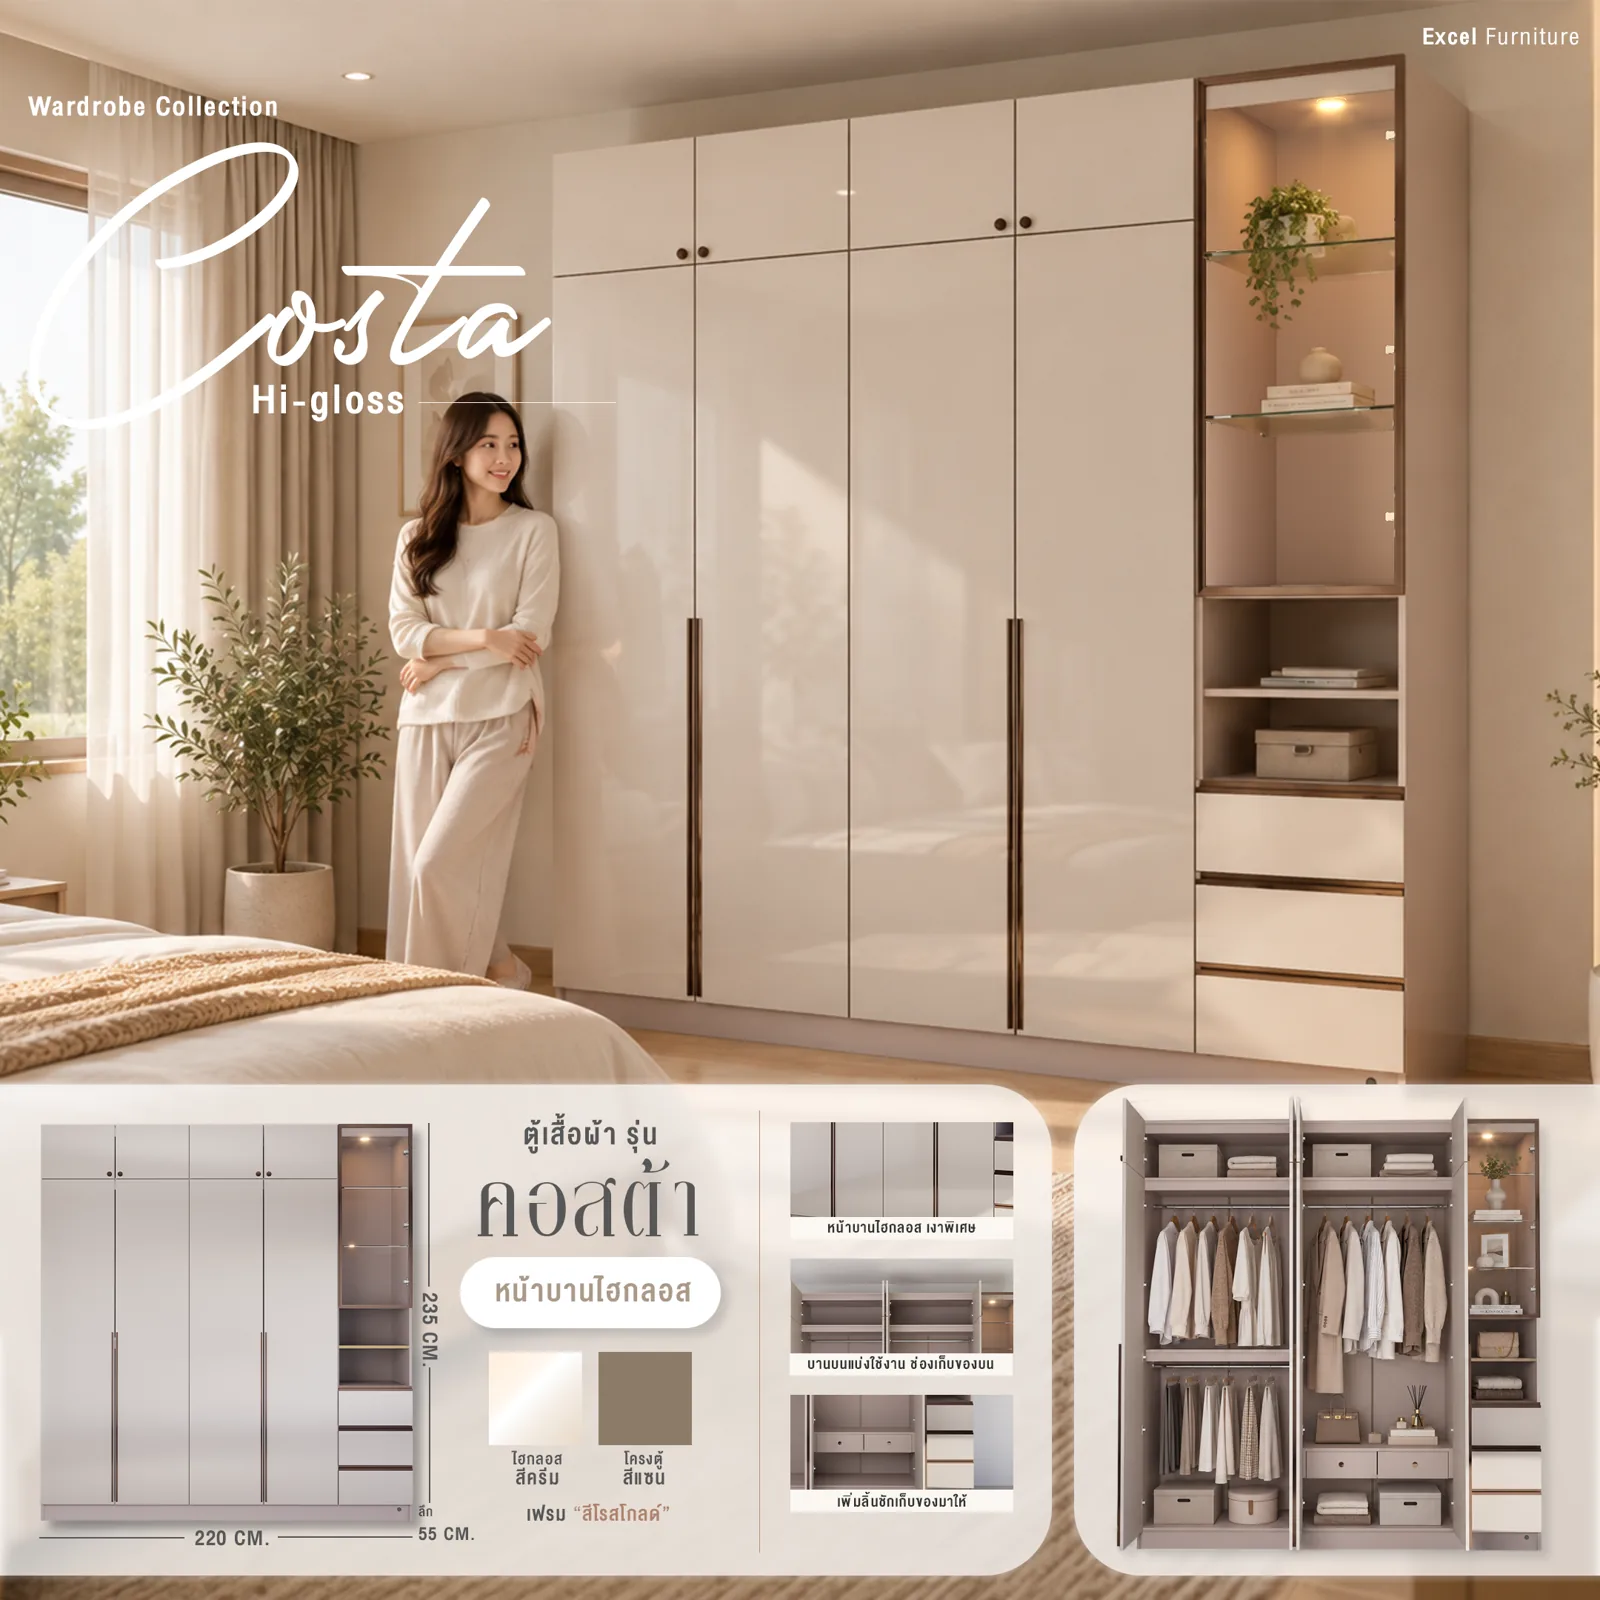 Excel Furniture
Wardrobe Collection
Costa
Hi-gloss
ตู้เสื้อผ้า รุ่น
คอสต้า
หน้าบานไฮกลอส
ไฮกลอส
สีครีม
โครงตู้
สีแซน
เฟรม “สีโรสโกลด์”
235 CM.
220 CM.
ลึก
55 CM.
หน้าบานไฮกลอส เงาพิเศษ
บานบนแบ่งใช้งาน ช่องเก็บของบน
เพิ่มลิ้นชักเก็บของมาให้